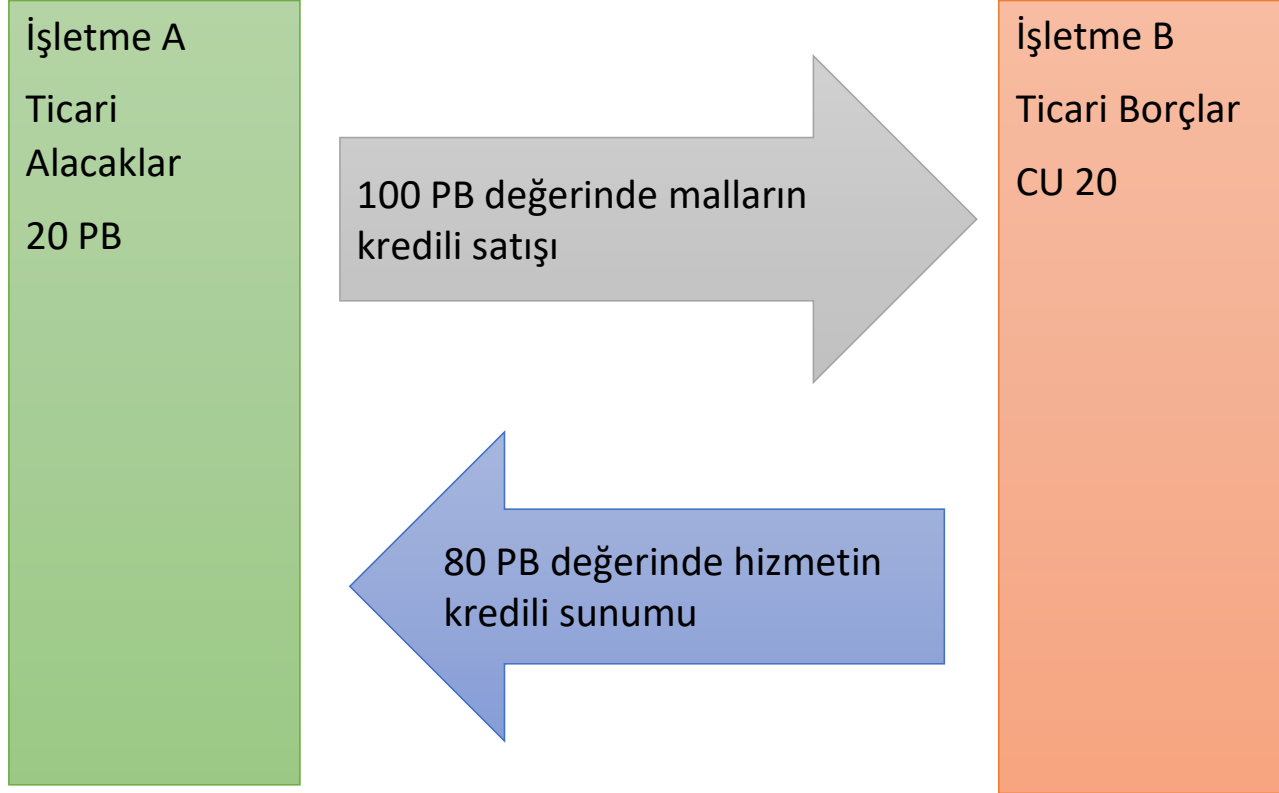 İşletme A
Ticari
Alacaklar
20 PB
100 PB değerinde malların
kredili satışı
80 PB değerinde hizmetin
kredili sunumu
İşletme B
Ticari Borçlar
CU 20